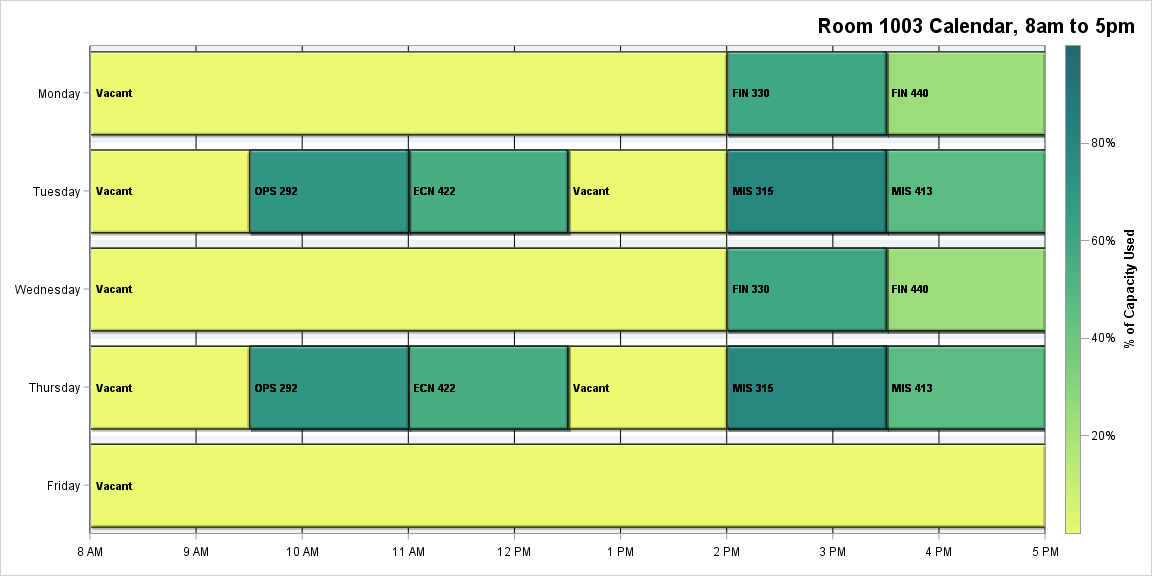 Room 1003 Calendar, 8am to 5pm
Monday
Vacant
FIN 330
FIN 440
Tuesday
Vacant
OPS 292
ECN 422
Vacant
MIS 315
MIS 413
Wednesday
Vacant
FIN 330
FIN 440
Thursday
Vacant
OPS 292
ECN 422
Vacant
MIS 315
MIS 413
Friday
Vacant
8 AM
9 AM
10 AM
11 AM
12 PM
1 PM
2 PM
3 PM
4 PM
5 PM
80%
60%
40%
20%
% of Capacity Used